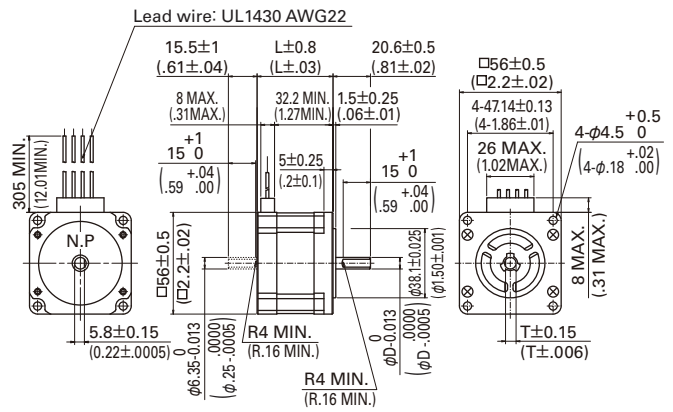 Lead wire: UL1430 AWG22
15.5±1
(.61±.04)
L±0.8
(L±.03)
20.6±0.5
(.81±.02)
8 MAX.
(.31MAX.)
32.2 MIN.
(1.27MIN.)
1.5±0.25
(.06±.01)
+1
15 0
+.04
(.59 .00)
5±0.25
(.2±0.1)
+1
15 0
+.04
(.59 .00)
305 MIN.
(12.01MIN.)
N.P
5.8±0.15
(0.22±.0005)
□56±0.5
(□2.2±.02)
0
φ6.35-0.013
.0000
(φ.25 -.0005)
R4 MIN.
(R.16 MIN.)
R4 MIN.
(R.16 MIN.)
φ38.1±0.025
(φ1.50±.001)
0
φD-0.013
.0000
(φD -.0005)
□56±0.5
(□2.2±.02)
4-47.14±0.13
(4-1.86±.01)
26 MAX.
(1.02MAX.)
+0.5
4-φ4.5 0
+.02
(4-φ.18 .00)
8 MAX.
(.31 MAX.)
T±0.15
(T±.006)